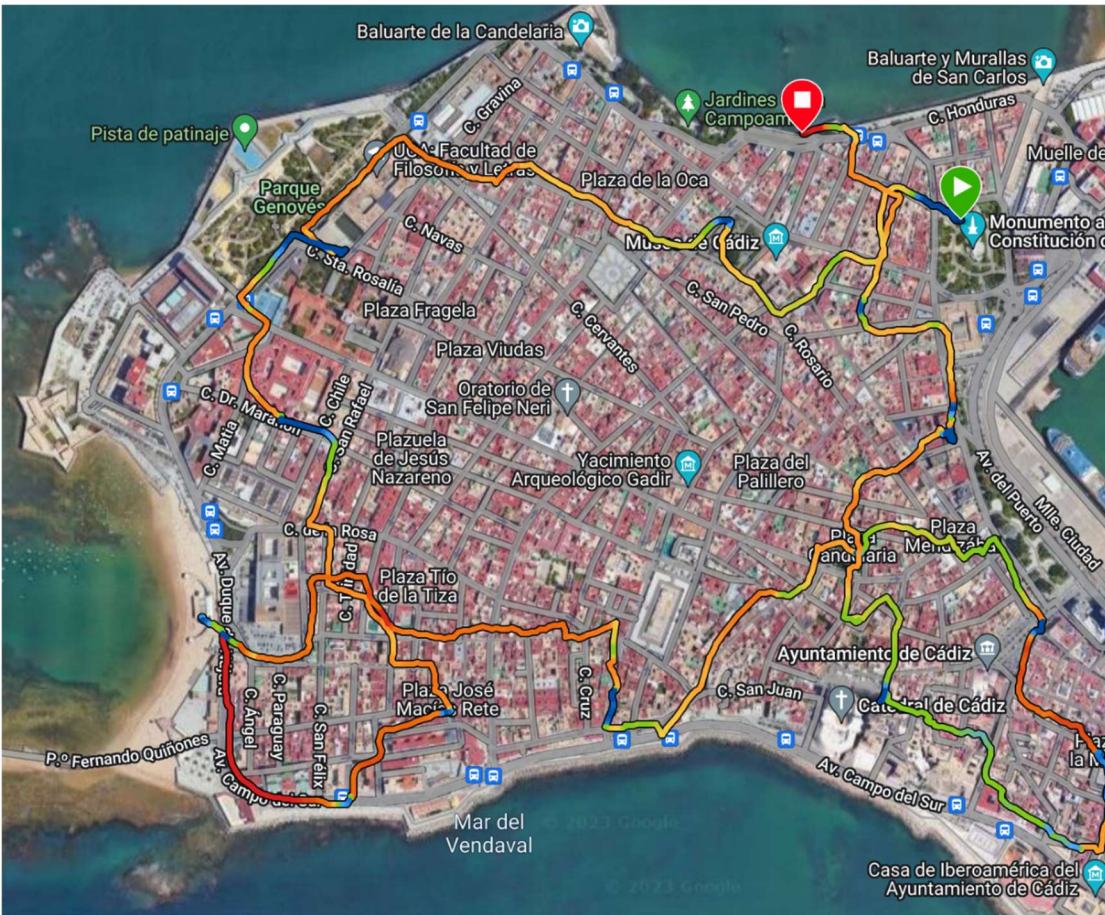 Baluarte de la Candelaria
Baluarte y Murallas
de San Carlos
C. Gravina
Jardines
Campoam
C. Honduras
Pista de patinaje
UCA: Facultad de
Filosofía y Letras
Muelle de
Parque
Genovés
Plaza de la Oca
C. Navas
Museo de Cádiz
Monumento a
Constitución
C. Sta. Rosalía
C. San Pedro
Plaza Fragela
C. Cervantes
C. Rosario
Plaza Viudas
Oratorio de
San Felipe Neri
C. Chile
C. San Rafael
C. Dr. Marañón
C. Matía
Plazuela
de Jesús
Nazareno
Yacimiento
Arqueológico Gadir
Plaza del
Palillero
Av. del Puerto
Mlle. Ciudad
C. de la Rosa
Plaza
Candelaria
Plaza
Mendizába
C. Trinidad
Plaza Tío
de la Tiza
Av. Duque de
Ayuntamiento de Cádiz
C. Ángel
C. Paraguay
C. San Félix
Plaza José
Macías Rete
C. Cruz
C. San Juan
Catedral de Cádiz
P.º Fernando Quiñones
Av. Campo del Sur
Av. Campo del Sur
Plaz
la M
Mar del
Vendaval
© 2023 Google
© 2023 Google
Casa de Iberoamérica del
Ayuntamiento de Cádiz